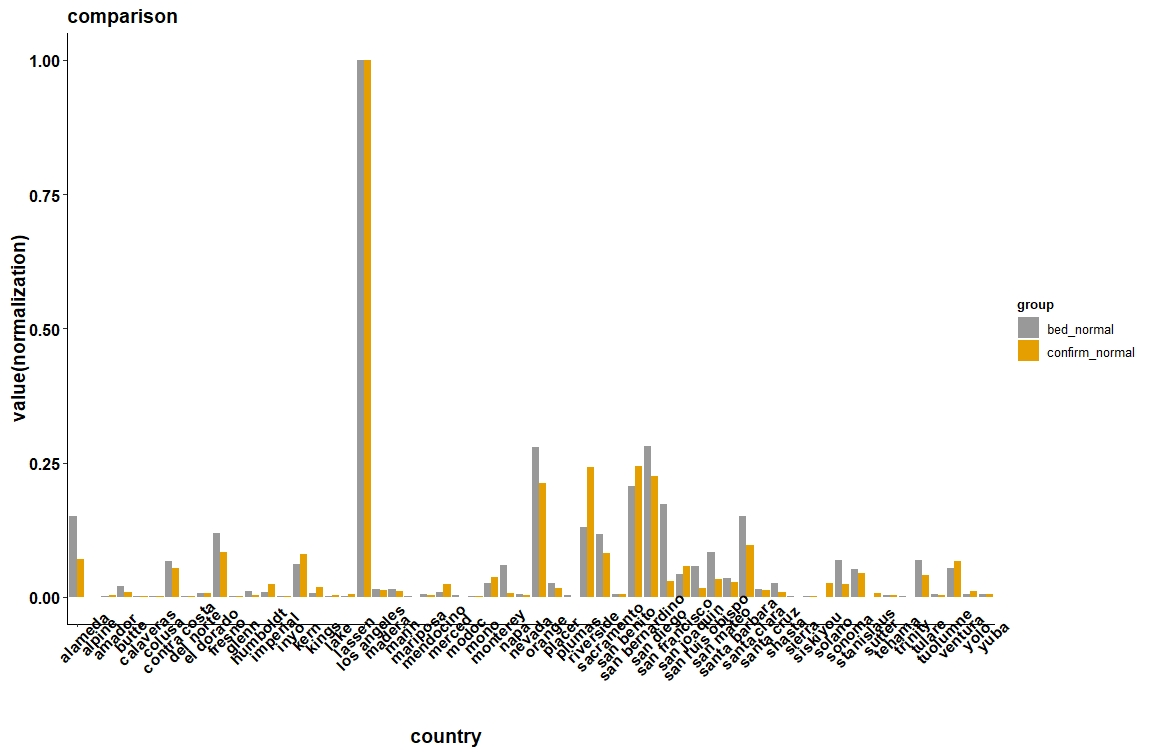 comparison
value(normalization)
1.00
0.75
0.50
0.25
0.00
alameda
alpine
amador
butte
calaveras
colusa
contra costa
del norte
el dorado
fresno
glenn
humboldt
imperial
inyo
kern
kings
lake
lassen
los angeles
madera
marin
mariposa
mendocino
merced
modoc
mono
monterey
napa
nevada
orange
placer
plumas
riverside
sacramento
san benito
san bernardino
san diego
san francisco
san joaquin
san mateo
santa barbara
santa clara
santa cruz
shasta
sierra
solano
sonoma
stanislaus
sutter
tehama
trinity
tulare
tuolumne
ventura
yolo
yuba
country
group
bed_normal
confirm_normal